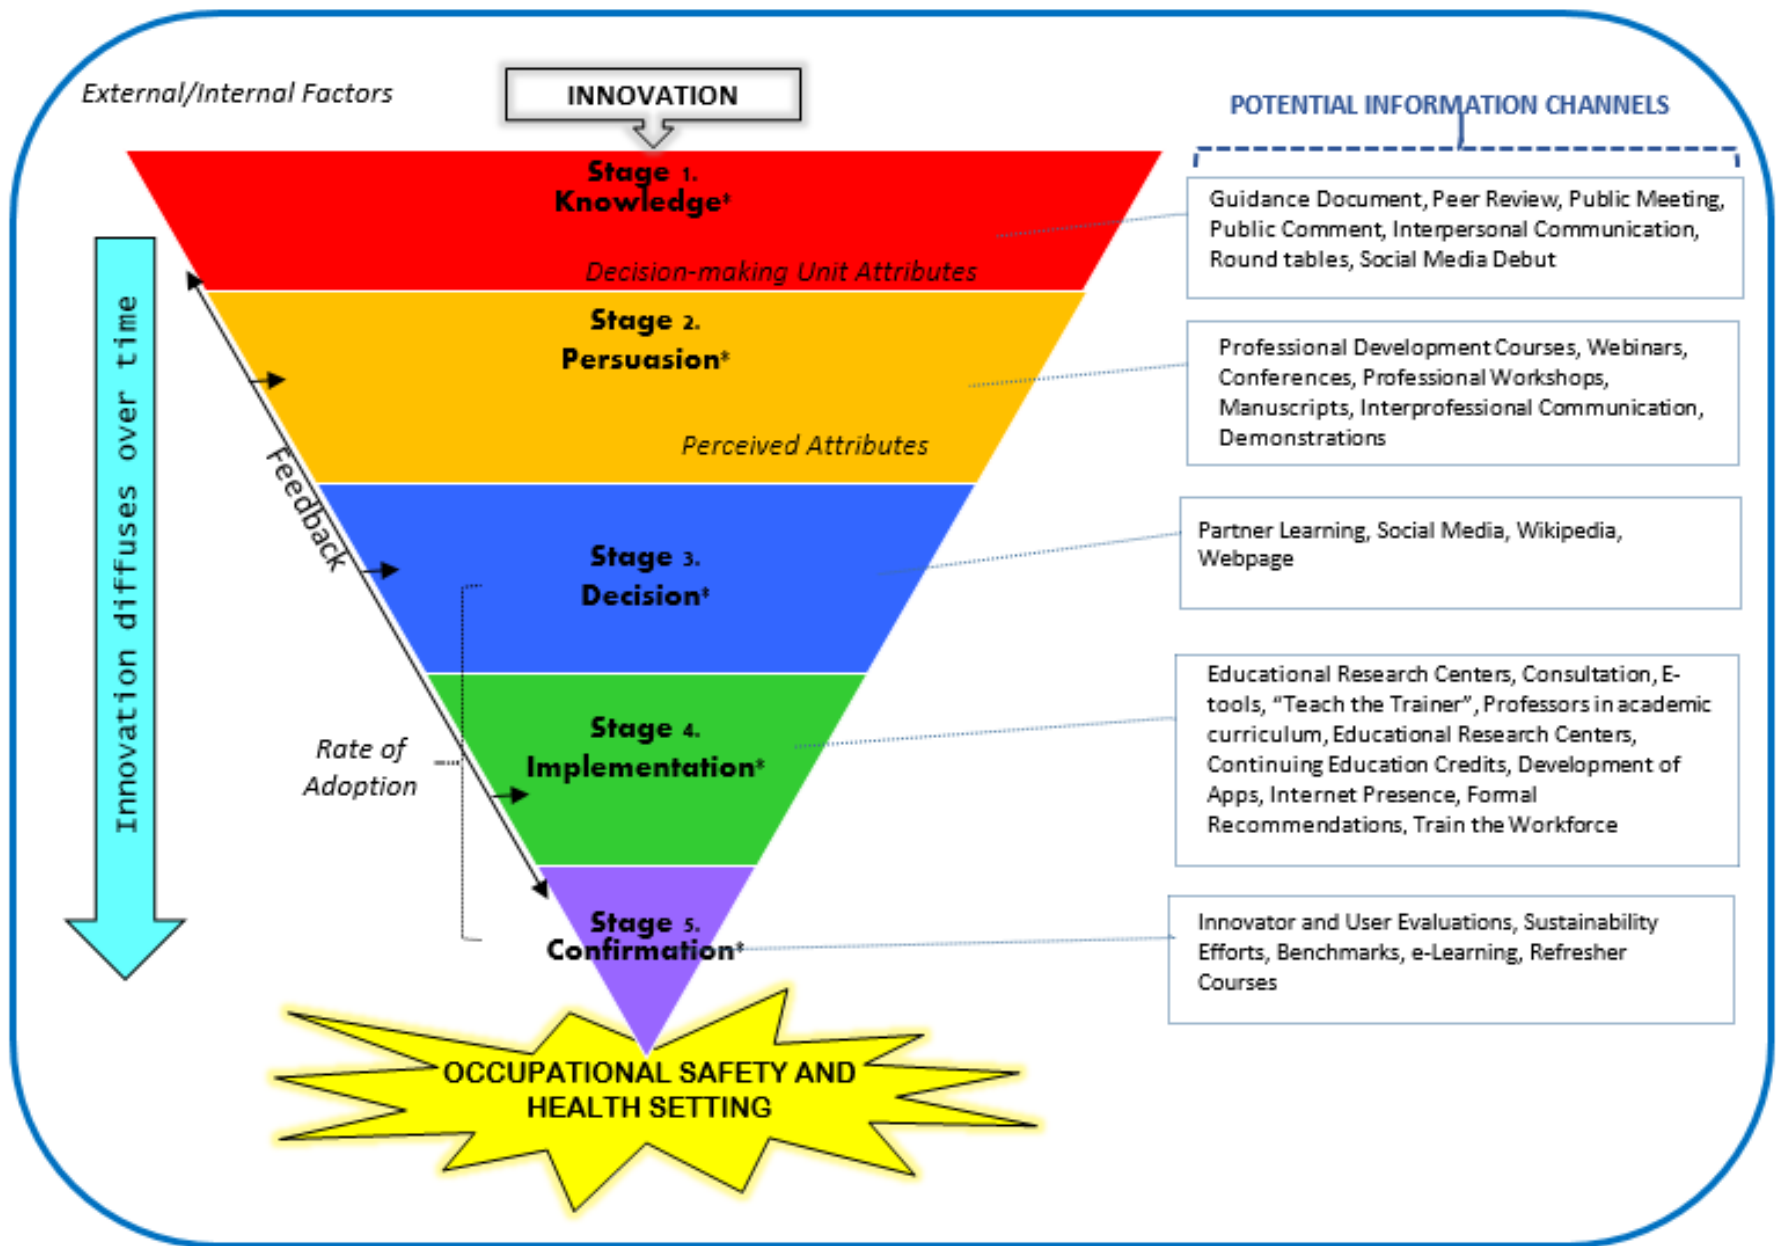 External/Internal Factors
INNOVATION
POTENTIAL INFORMATION CHANNELS
Stage 1.
Knowledge*
Decision-making Unit Attributes
Guidance Document, Peer Review, Public Meeting,
Public Comment, Interpersonal Communication,
Round tables, Social Media Debut
Stage 2.
Persuasion*
Perceived Attributes
Professional Development Courses, Webinars,
Conferences, Professional Workshops,
Manuscripts, Interprofessional Communication,
Demonstrations
Innovation diffuses over time
Feedback
Stage 3.
Decision*
Partner Learning, Social Media, Wikipedia,
Webpage
Rate of
Adoption
Stage 4.
Implementation*
Educational Research Centers, Consultation, E-
tools, “Teach the Trainer”, Professors in academic
curriculum, Educational Research Centers,
Continuing Education Credits, Development of
Apps, Internet Presence, Formal
Recommendations, Train the Workforce
Stage 5.
Confirmation*
Innovator and User Evaluations, Sustainability
Efforts, Benchmarks, e-Learning, Refresher
Courses
OCCUPATIONAL SAFETY AND
HEALTH SETTING